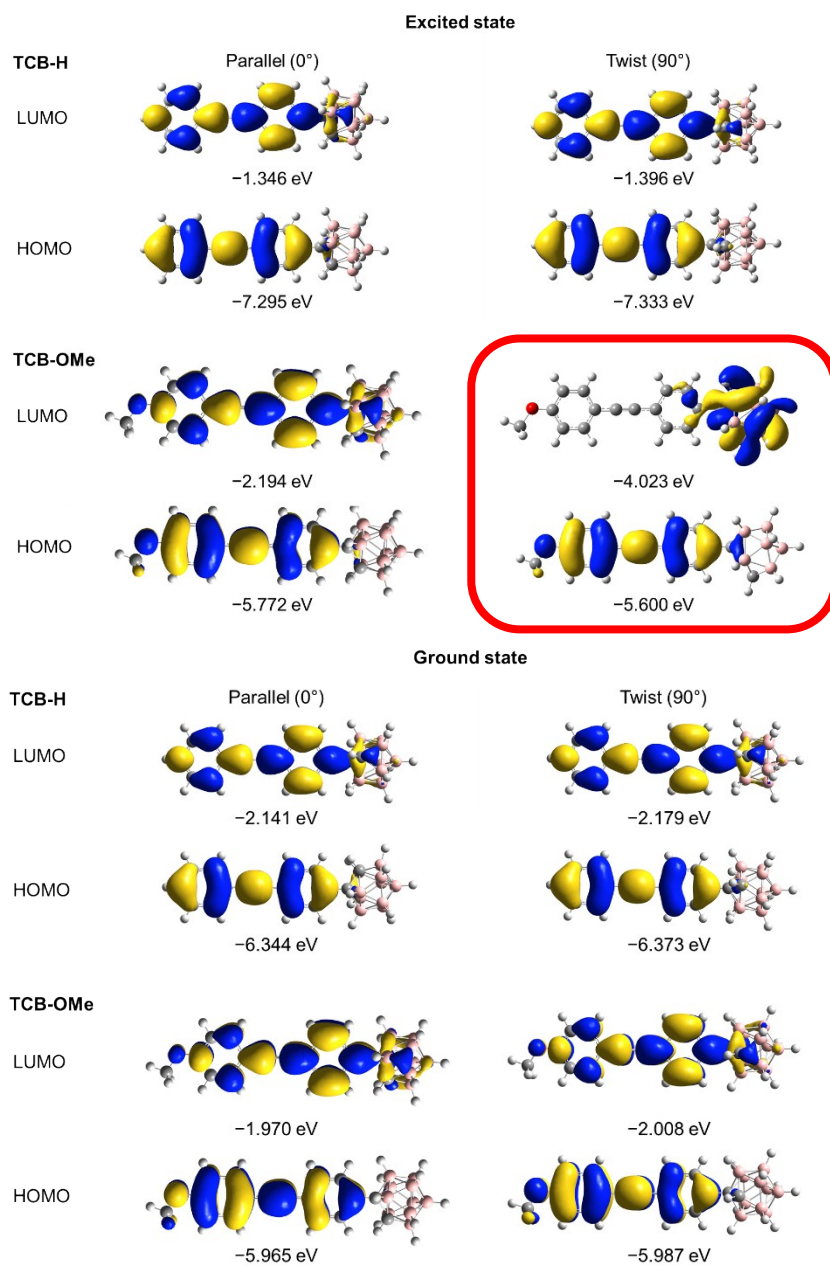 Excited state
TCB-H Parallel (0°) Twist (90°)
LUMO
−1.346 eV −1.396 eV
HOMO
−7.295 eV −7.333 eV
TCB-OMe
LUMO
−2.194 eV −4.023 eV
HOMO
−5.772 eV −5.600 eV
Ground state
TCB-H Parallel (0°) Twist (90°)
LUMO
−2.141 eV −2.179 eV
HOMO
−6.344 eV −6.373 eV
TCB-OMe
LUMO
−1.970 eV −2.008 eV
HOMO
−5.965 eV −5.987 eV